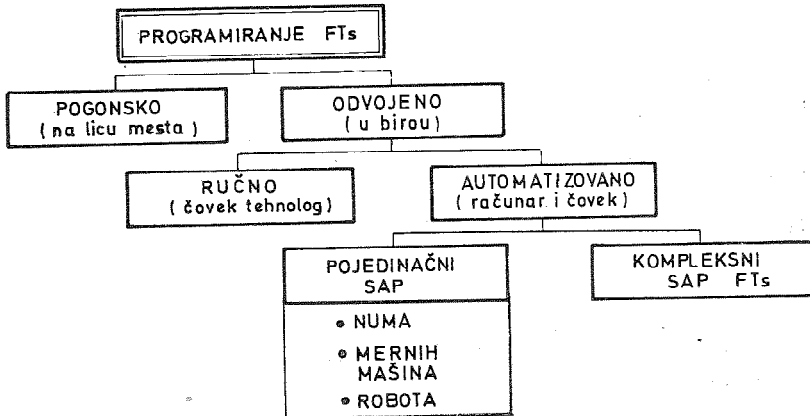 PROGRAMIRANJE FTs
POGONSKO
(na licu mesta)
ODVOJENO
(u birou)
RUČNO
(čovek tehnolog)
AUTOMATIZOVANO
(računar i čovek)
POJEDINAČNI
SAP
• NUMA
• MERNIH
MAŠINA
• ROBOTA
KOMPLEKSNI
SAP FTs